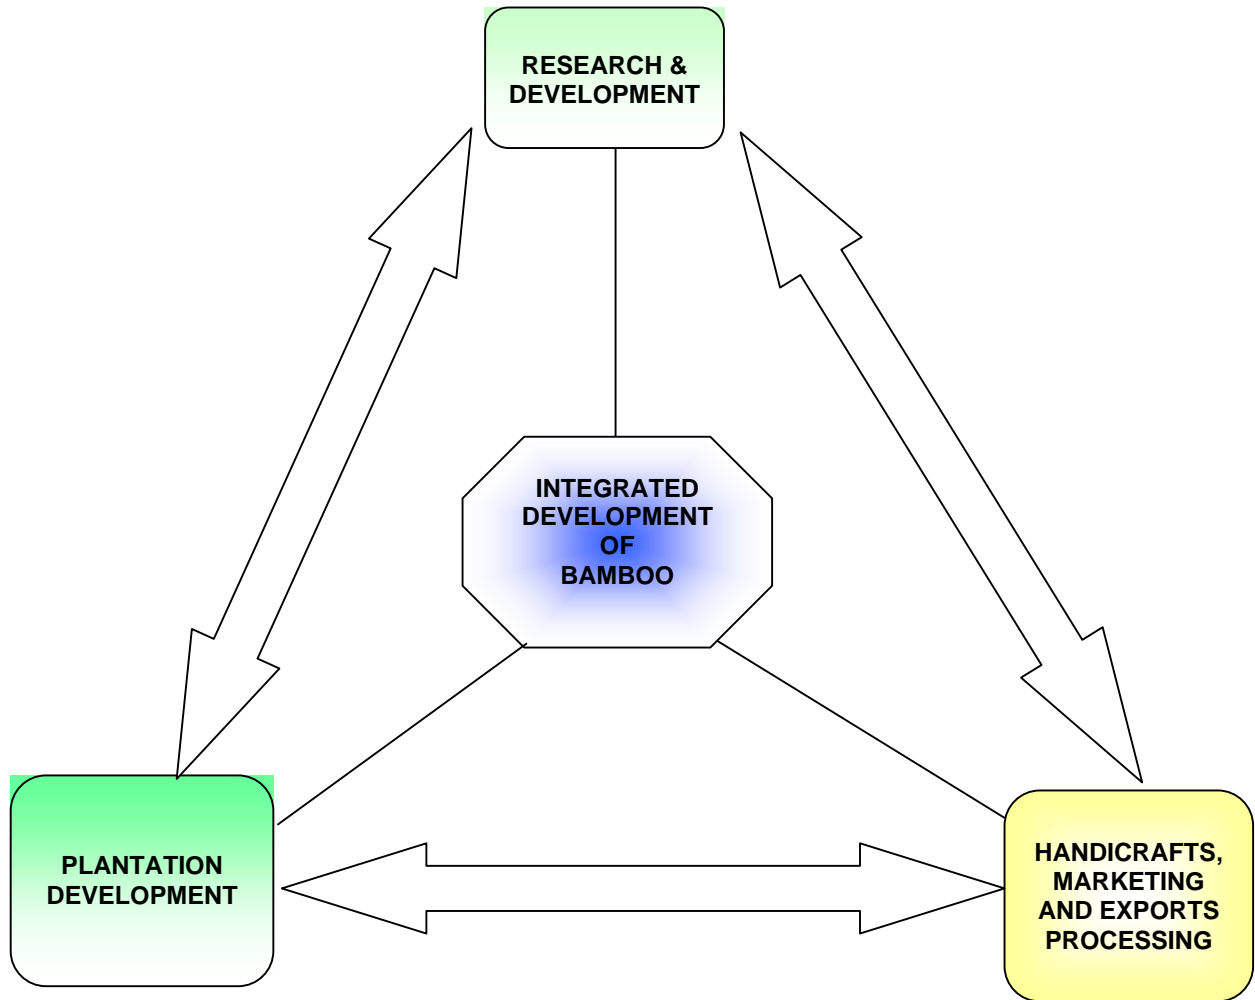 RESEARCH &
DEVELOPMENT
INTEGRATED
DEVELOPMENT
OF
BAMBOO
PLANTATION
DEVELOPMENT
HANDICRAFTS,
MARKETING
AND EXPORTS
PROCESSING